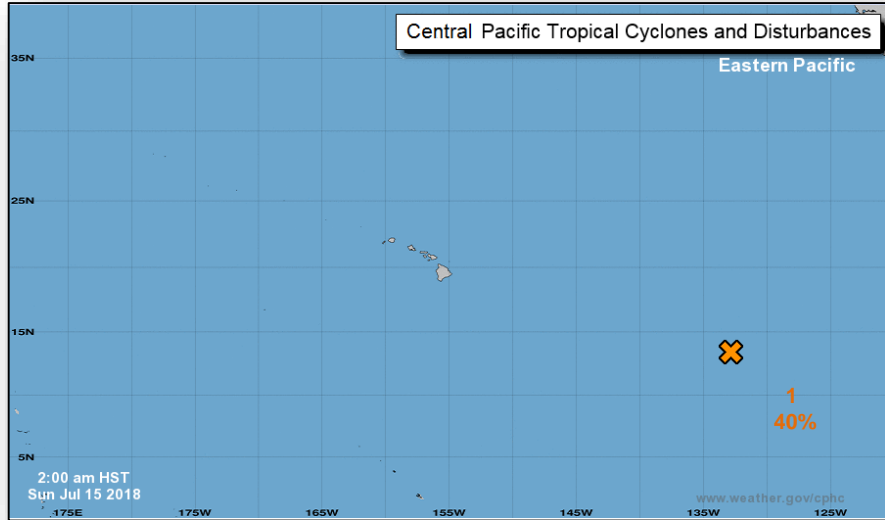 Central Pacific Tropical Cyclones and Disturbances
Eastern Pacific
35N
25N
15N
1
40%
5N
2:00 am HST
Sun Jul 15 2018
www.weather.gov/cphc
175E 175W 165W 155W 145W 135W 125W